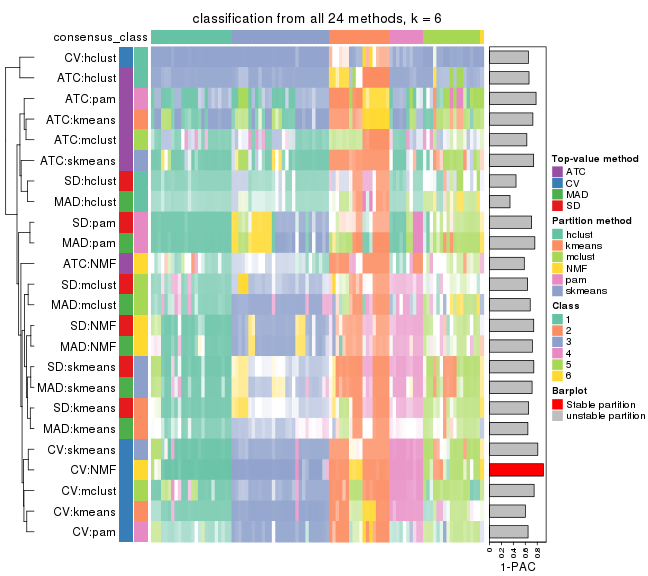 classification from all 24 methods, k = 6
consensus_class
CV:hclust
ATC:hclust
ATC:pam
ATC:kmeans
ATC:mclust
ATC:skmeans
SD:hclust
MAD:hclust
SD:pam
MAD:pam
ATC:NMF
SD:mclust
MAD:mclust
SD:NMF
MAD:NMF
SD:skmeans
MAD:skmeans
SD:kmeans
MAD:kmeans
CV:skmeans
CV:NMF
CV:mclust
CV:kmeans
CV:pam
0 0.2 0.4 0.6 0.8
1-PAC
Top-value method
ATC
CV
MAD
SD
Partition method
hclust
kmeans
mclust
NMF
pam
skmeans
Class
1
2
3
4
5
6
Barplot
Stable partition
unstable partition